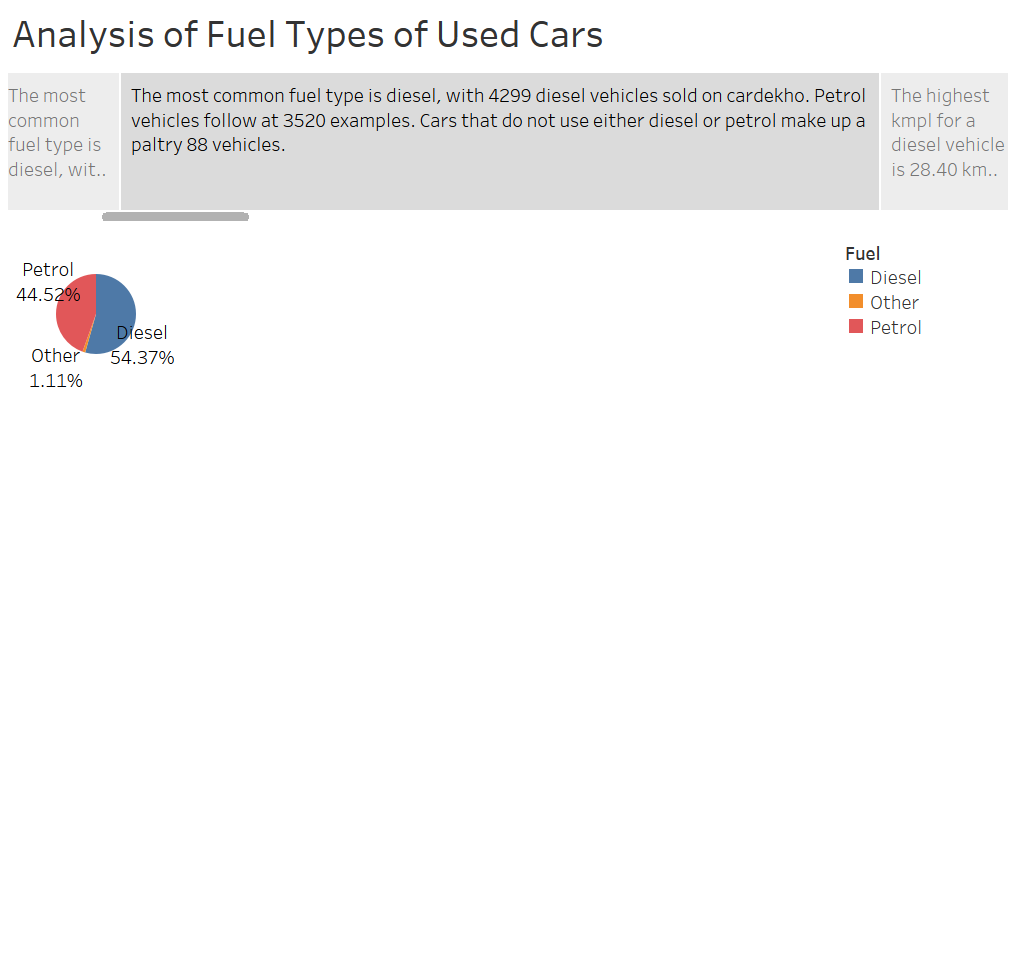 Analysis of Fuel Types of Used Cars
The most
common
fuel type is
diesel, wit..
The most common fuel type is diesel, with 4299 diesel vehicles sold on cardekho. Petrol
vehicles follow at 3520 examples. Cars that do not use either diesel or petrol make up a
paltry 88 vehicles.
The highest
kmpl for a
diesel vehicle
is 28.40 km..
Petrol
44.52%
Diesel
54.37%
Other
1.11%
Fuel
Diesel
Other
Petrol